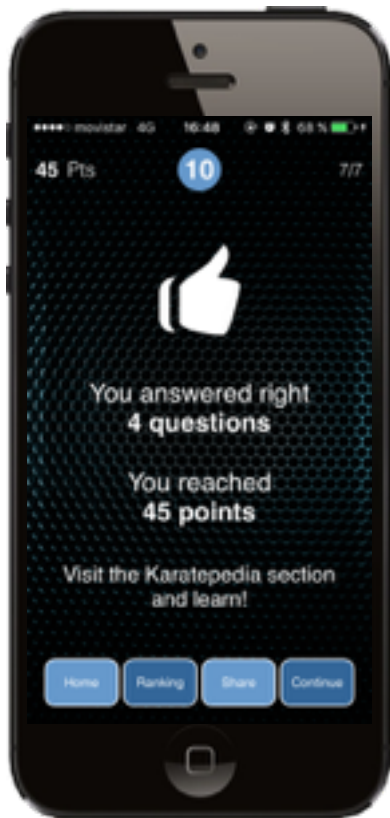 movistar 4G 16:48 68 %
45 Pts 10 7/7
You answered right
4 questions
You reached
45 points
Visit the Karatepedia section
and learn!
Home Ranking Share Continue